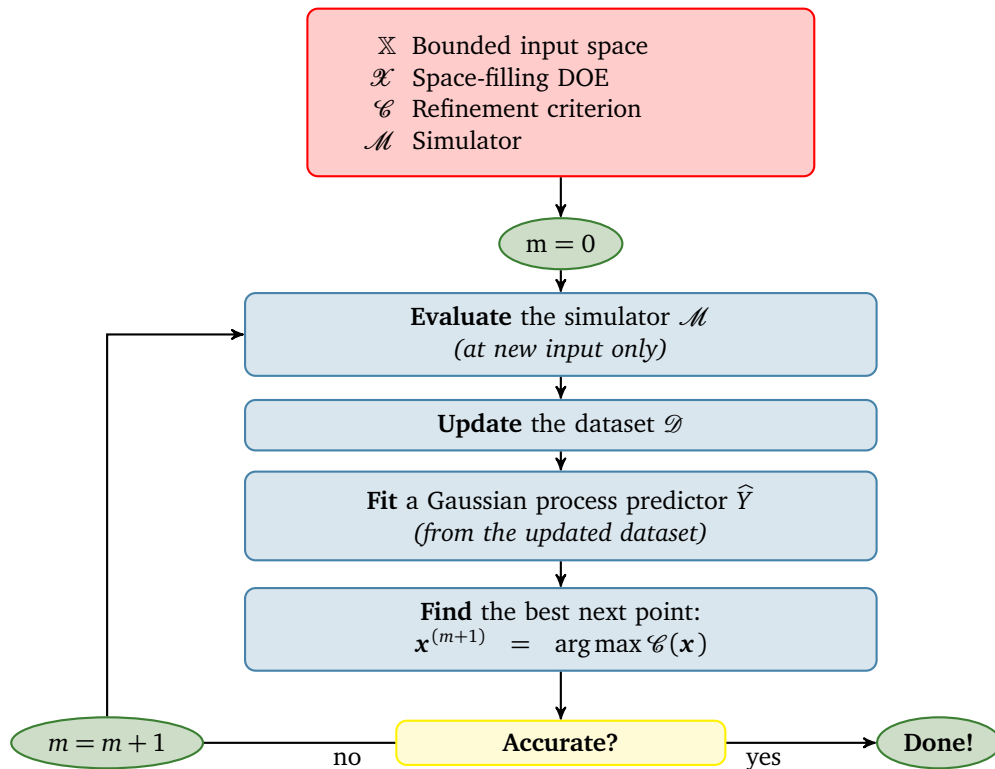 𝕏 Bounded input space
𝒳 Space-filling DOE
𝒞 Refinement criterion
ℳ Simulator
m = 0
Evaluate the simulator ℳ
(at new input only)
Update the dataset 𝒟
Fit a Gaussian process predictor Ŷ
(from the updated dataset)
Find the best next point:
x^(m+1) = arg max 𝒞(x)
m = m + 1
no
Accurate?
yes
Done!